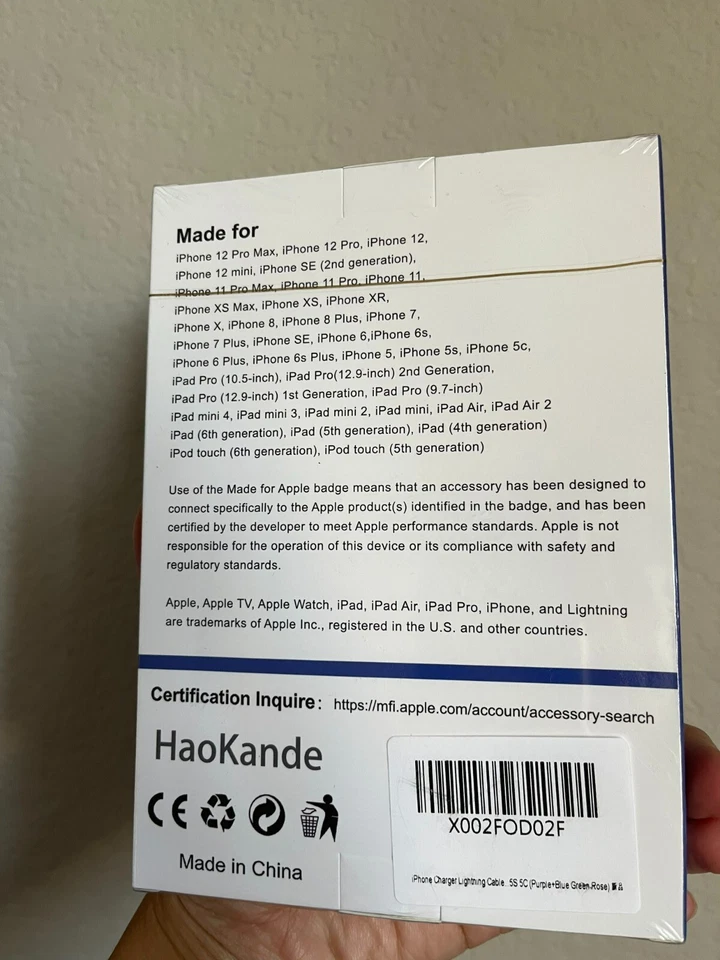 Made for
iPhone 12 Pro Max, iPhone 12 Pro, iPhone 12,
iPhone 12 mini, iPhone SE (2nd generation),
iPhone 11 Pro Max, iPhone 11 Pro, iPhone 11,
iPhone XS Max, iPhone XS, iPhone XR,
iPhone X, iPhone 8, iPhone 8 Plus, iPhone 7,
iPhone 7 Plus, iPhone SE, iPhone 6,iPhone 6s,
iPhone 6 Plus, iPhone 6s Plus, iPhone 5, iPhone 5s, iPhone 5c,
iPad Pro (10.5-inch), iPad Pro(12.9-inch) 2nd Generation,
iPad Pro (12.9-inch) 1st Generation, iPad Pro (9.7-inch)
iPad mini 4, iPad mini 3, iPad mini 2, iPad mini, iPad Air, iPad Air 2
iPad (6th generation), iPad (5th generation), iPad (4th generation)
iPod touch (6th generation), iPod touch (5th generation)
Use of the Made for Apple badge means that an accessory has been designed to
connect specifically to the Apple product(s) identified in the badge, and has been
certified by the developer to meet Apple performance standards. Apple is not
responsible for the operation of this device or its compliance with safety and
regulatory standards.
Apple, Apple TV, Apple Watch, iPad, iPad Air, iPad Pro, iPhone, and Lightning
are trademarks of Apple Inc., registered in the U.S. and other countries.
Certification Inquire: https://mfi.apple.com/account/accessory-search
HaoKande
CE
Made in China
X002FOD02F
iPhone Charger Lightning Cable...5S 5C (Purple+Blue Green-Rose)